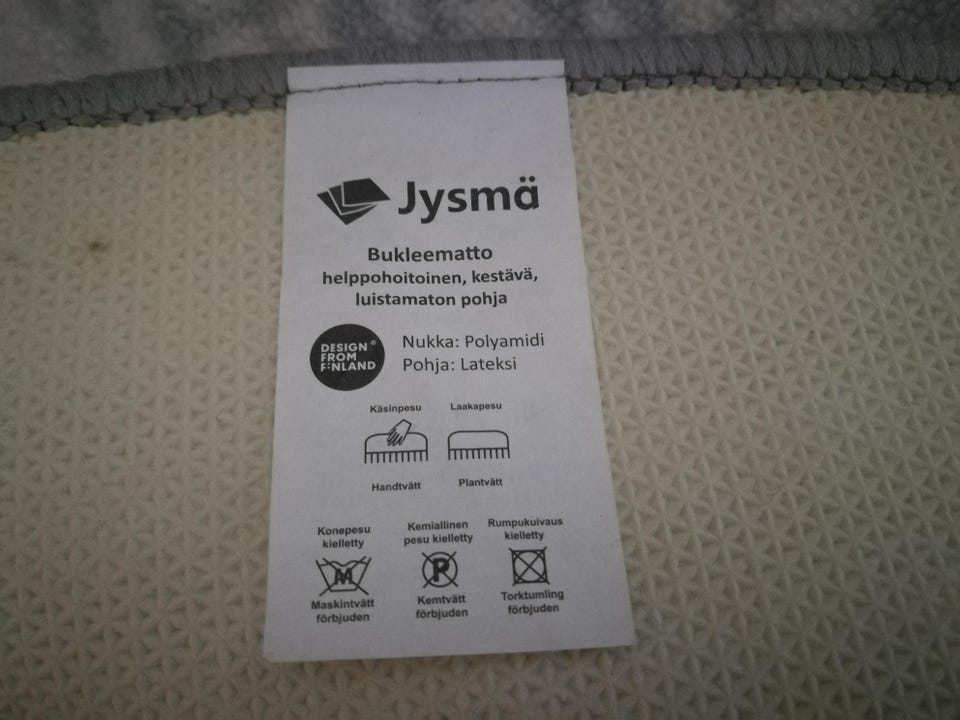 Jysmä
Bukleematto
helppohoitoinen, kestävä,
luistamaton pohja
DESIGN ®
FROM
FINLAND
Nukka: Polyamidi
Pohja: Lateksi
Käsinpesu
Laakapesu
Handtvätt
Plantvätt
Konepesu
kielletty
Kemiallinen
pesu kielletty
Rumpukuivaus
kielletty
M
P
Maskintvätt
förbjuden
Kemtvätt
förbjuden
Torktumling
förbjuden